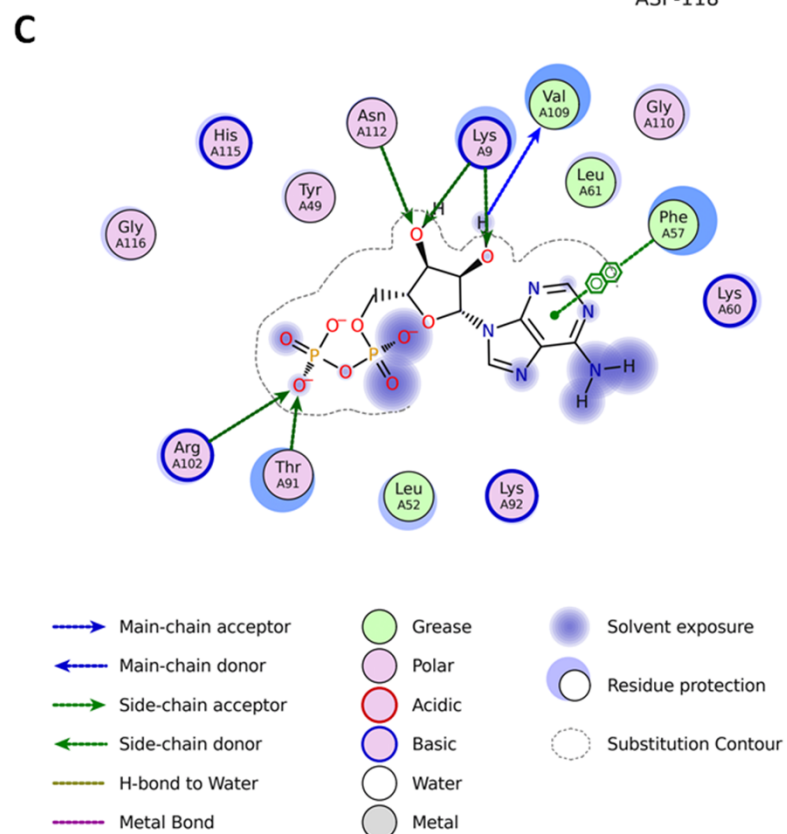 C
Val
A109
Gly
A110
Asn
A112
Lys
A9
His
A115
Leu
A61
Tyr
A49
Phe
A57
Gly
A116
H
H
O
O
Lys
A60
N
N
O⁻ O
O
O
O⁻
N
P
P
O
O
N
N H
H
O⁻
Arg
A102
Thr
A91
Leu
A52
Lys
A92
Main-chain acceptor
Main-chain donor
Side-chain acceptor
Side-chain donor
H-bond to Water
Metal Bond
Grease
Polar
Acidic
Basic
Water
Metal
Solvent exposure
Residue protection
Substitution Contour